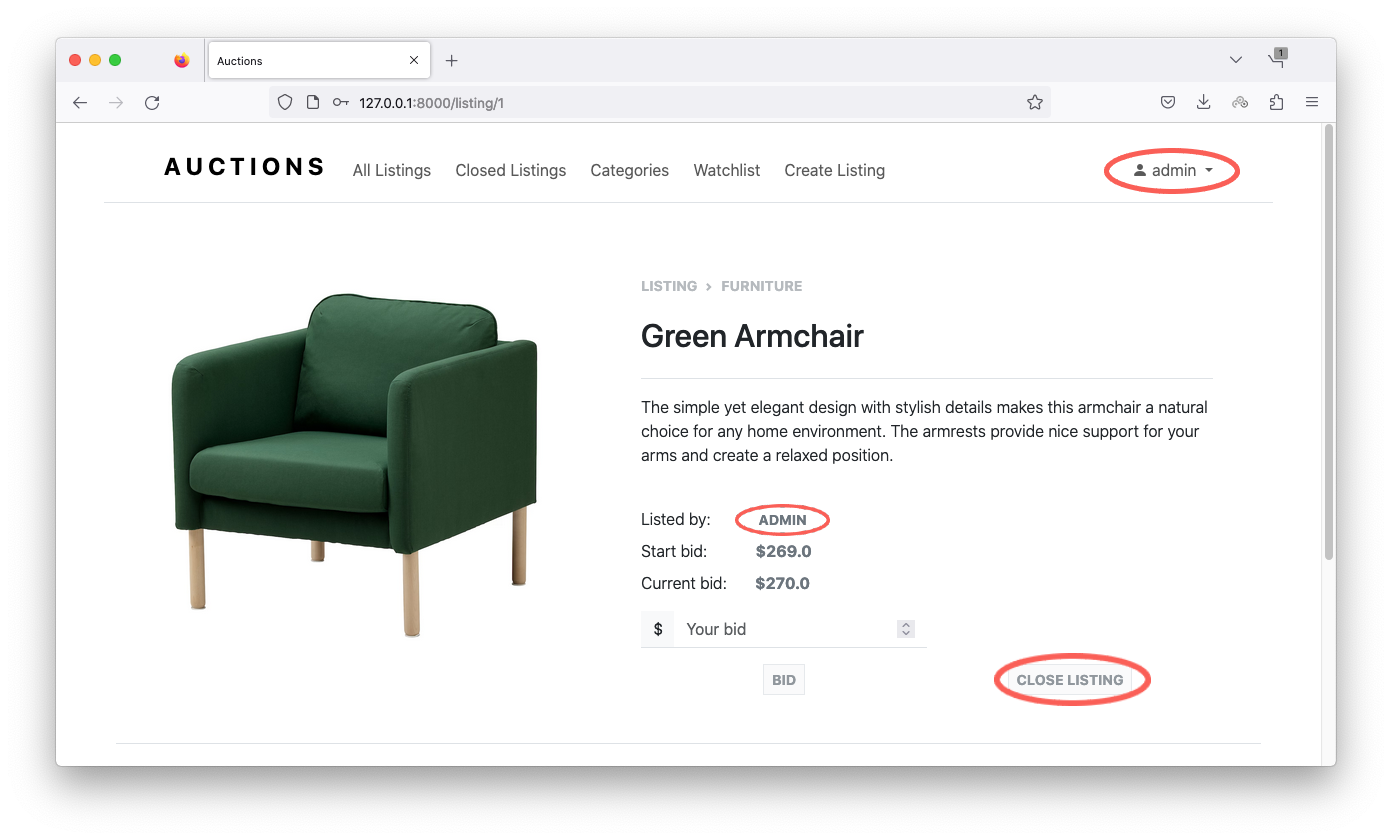 Auctions
1
127.0.0.1:8000/listing/1
AUCTIONS All Listings Closed Listings Categories Watchlist Create Listing admin
LISTING › FURNITURE
Green Armchair
The simple yet elegant design with stylish details makes this armchair a natural
choice for any home environment. The armrests provide nice support for your
arms and create a relaxed position.
Listed by: ADMIN
Start bid: $269.0
Current bid: $270.0
$ Your bid
BID CLOSE LISTING